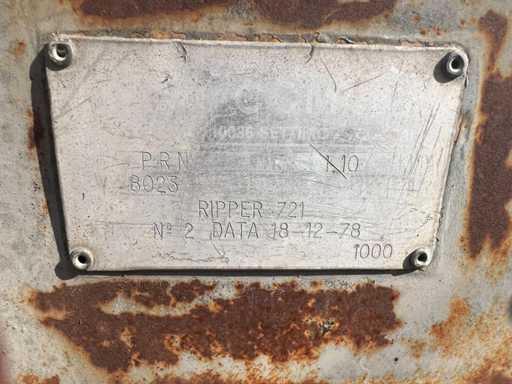 10036 SETTIMO
P.R.N 1.10
8023
RIPPER 721
Nº 2 DATA 18-12-78
1000